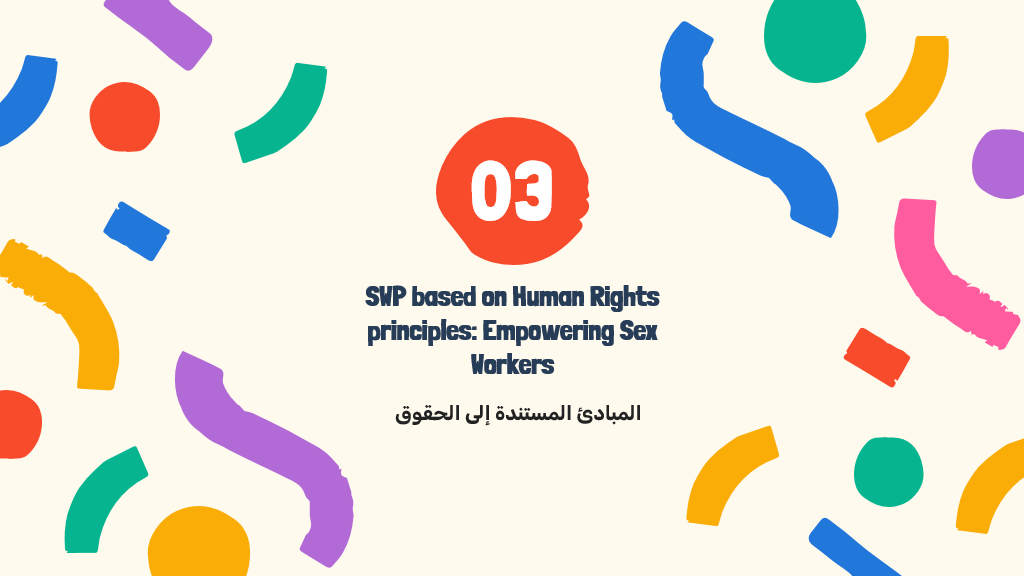 03
SWP based on Human Rights
principles: Empowering Sex
Workers
المبادئ المستندة إلى الحقوق